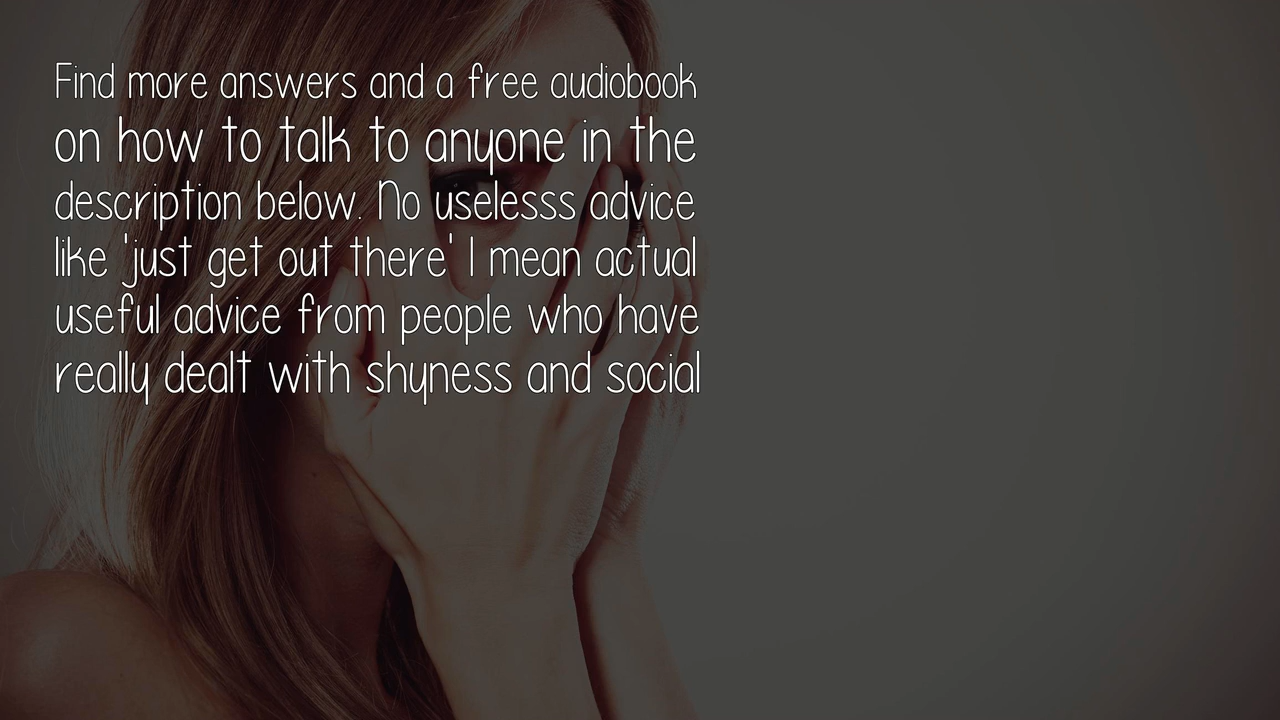 Find more answers and a free audiobook
on how to talk to anyone in the
description below. No uselesss advice
like 'just get out there' I mean actual
useful advice from people who have
really dealt with shyness and social